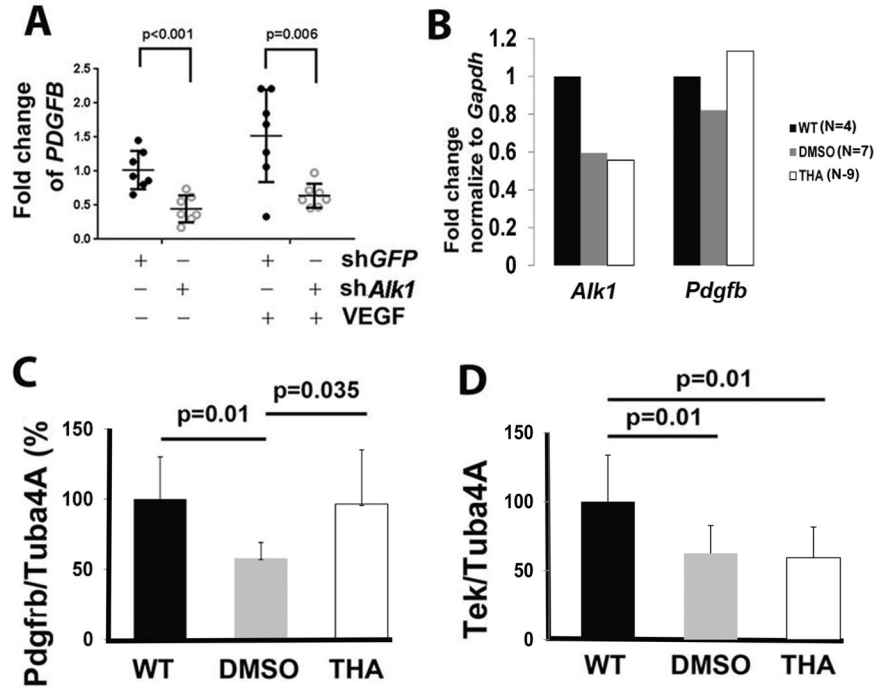 A
p<0.001 p=0.006
2.5
2.0
1.5
1.0
0.5
0.0
Fold change
of PDGFB
+ – + – shGFP
– + – + shAlk1
– – + + VEGF
B
Fold change
normalize to Gapdh
1
0.8
0.6
0.4
0.2
0
Alk1 Pdgfb
WT (N=4)
DMSO (N=7)
THA (N-9)
C
Pdgfrb/Tuba4A (%
p=0.035
p=0.01
150
100
50
0
WT DMSO THA
D
Tek/Tuba4A
p=0.01
p=0.01
150
100
50
0
WT DMSO THA